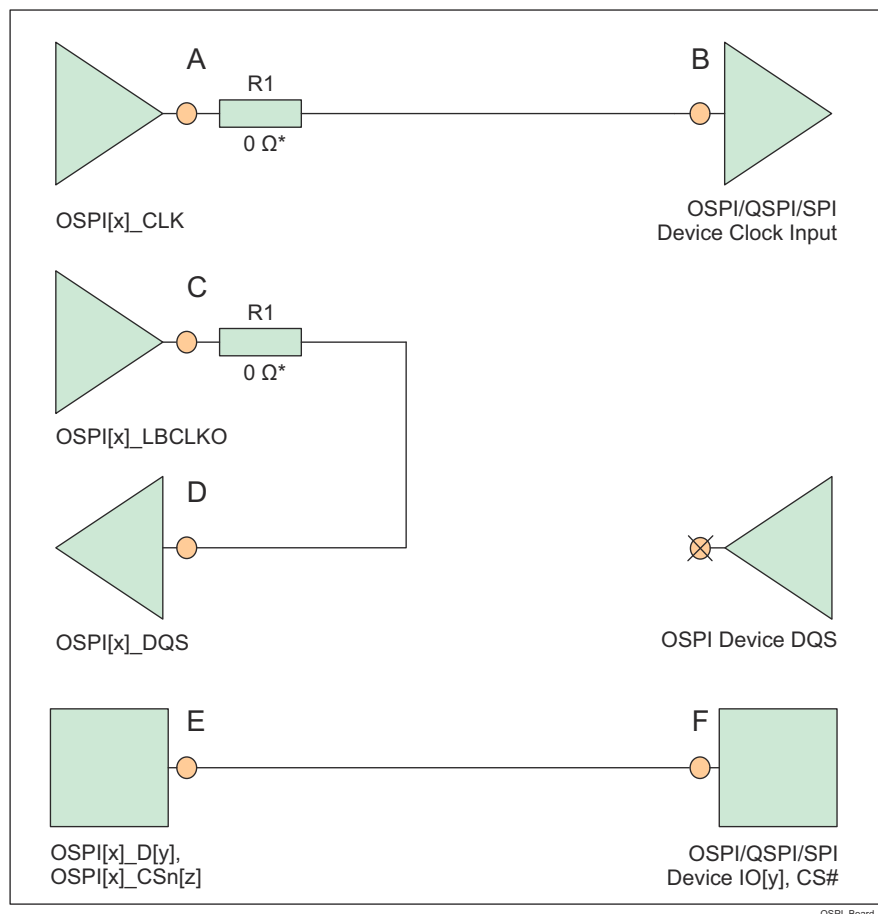 A
B
R1
0 Ω*
OSPI[x]_CLK
OSPI/QSPI/SPI
Device Clock Input
C
R1
0 Ω*
OSPI[x]_LBCLKO
D
OSPI[x]_DQS
OSPI Device DQS
E
F
OSPI[x]_D[y],
OSPI[x]_CSn[z]
OSPI/QSPI/SPI
Device IO[y], CS#
OSPI_Board